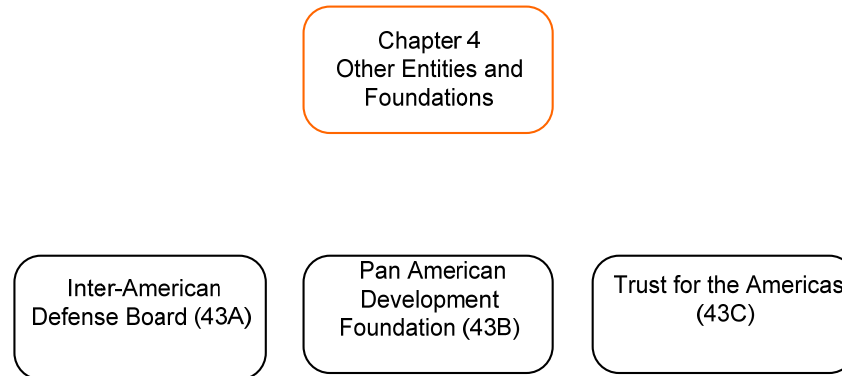 Chapter 4
Other Entities and
Foundations
Inter-American
Defense Board (43A)
Pan American
Development
Foundation (43B)
Trust for the Americas
(43C)